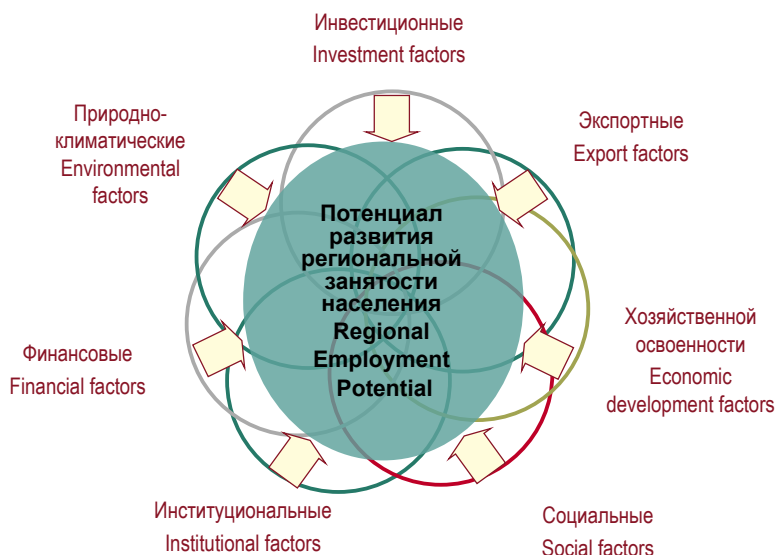 Инвестиционные
Investment factors
Природно-
климатические
Environmental
factors
Экспортные
Export factors
Потенциал
развития
региональной
занятости
населения
Regional
Employment
Potential
Финансовые
Financial factors
Хозяйственной
освоенности
Economic
development factors
Институциональные
Institutional factors
Социальные
Social factors